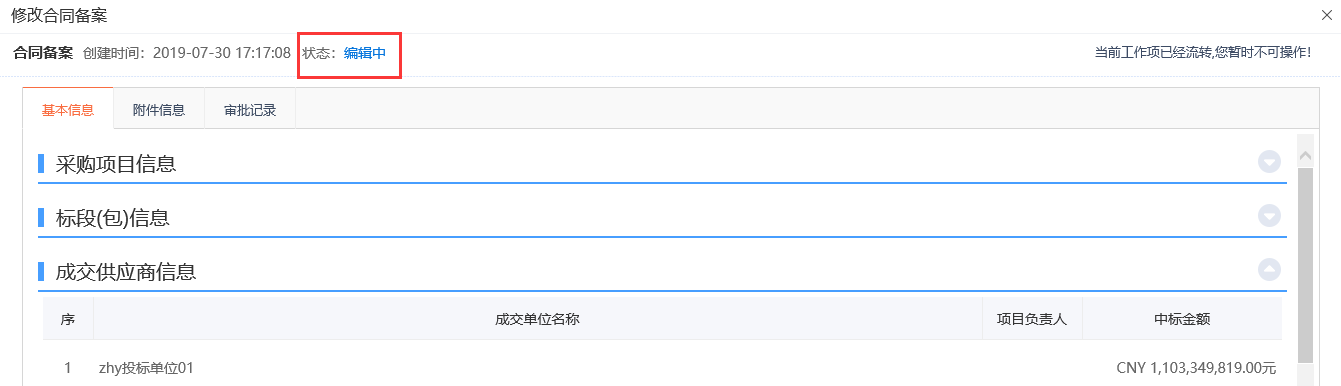 修改合同备案
合同备案 创建时间：2019-07-30 17:17:08 状态：编辑中 当前工作项已经流转,您暂时不可操作!
基本信息 附件信息 审批记录
采购项目信息
标段(包)信息
成交供应商信息
序 成交单位名称 项目负责人 中标金额
1 zhy投标单位01 CNY 1,103,349,819.00元